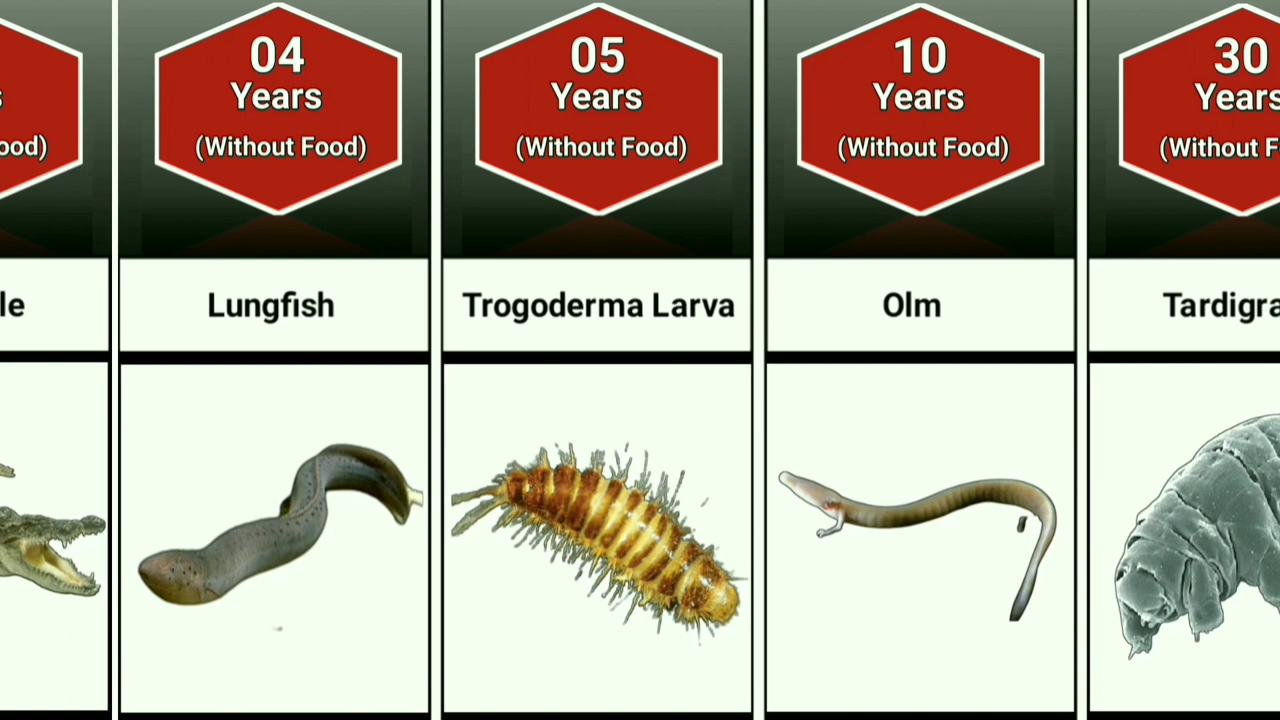 s
ood)
le
04
Years
(Without Food)
Lungfish
05
Years
(Without Food)
Trogoderma Larva
10
Years
(Without Food)
Olm
30
Years
(Without F
Tardigra